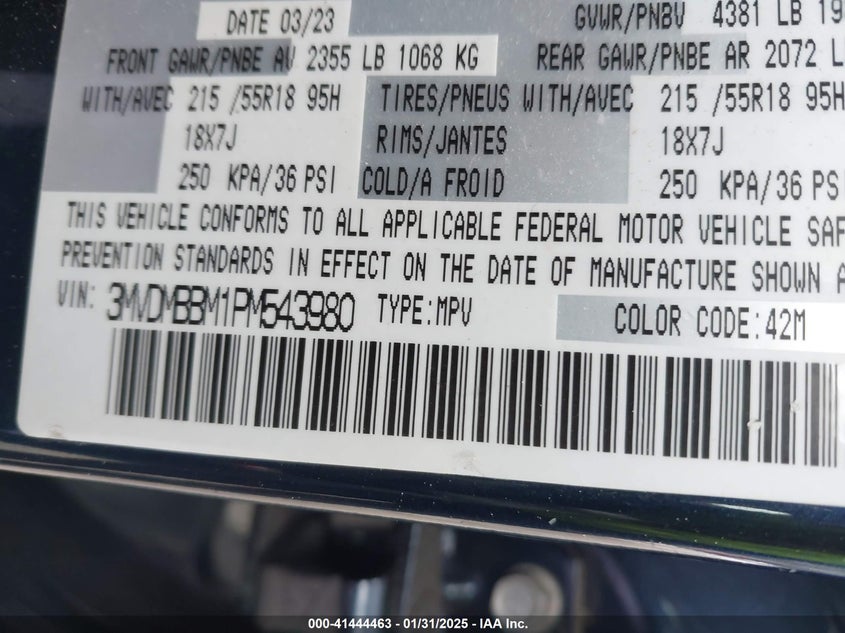 DATE 03/23 GVWR/PNBV 4381 LB 19
FRONT GAWR/PNBE AV 2355 LB 1068 KG REAR GAWR/PNBE AR 2072 L
WITH/AVEC 215 /55R18 95H TIRES/PNEUS WITH/AVEC 215 /55R18 95H
18X7J RIMS/JANTES 18X7J
250 KPA/36 PSI COLD/A FROID 250 KPA/36 PSI
THIS VEHICLE CONFORMS TO ALL APPLICABLE FEDERAL MOTOR VEHICLE SAF
PREVENTION STANDARDS IN EFFECT ON THE DATE OF MANUFACTURE SHOWN A
VIN: 3MVDMBBM1PM543980 TYPE:MPV COLOR CODE:42M
000-41444463 - 01/31/2025 - IAA Inc.